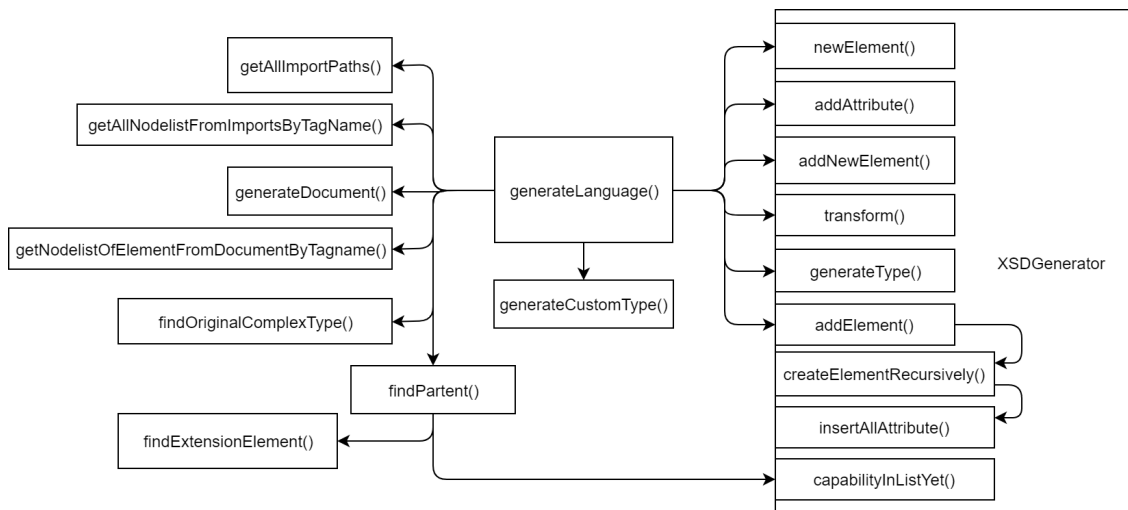 newElement()
getAllImportPaths()
addAttribute()
getAllNodelistFromImportsByTagName()
addNewElement()
generateLanguage()
generateDocument()
transform()
getNodelistOfElementFromDocumentByTagname()
XSDGenerator
generateType()
generateCustomType()
findOriginalComplexType()
addElement()
createElementRecursively()
findPartent()
insertAllAttribute()
findExtensionElement()
capabilityInListYet()